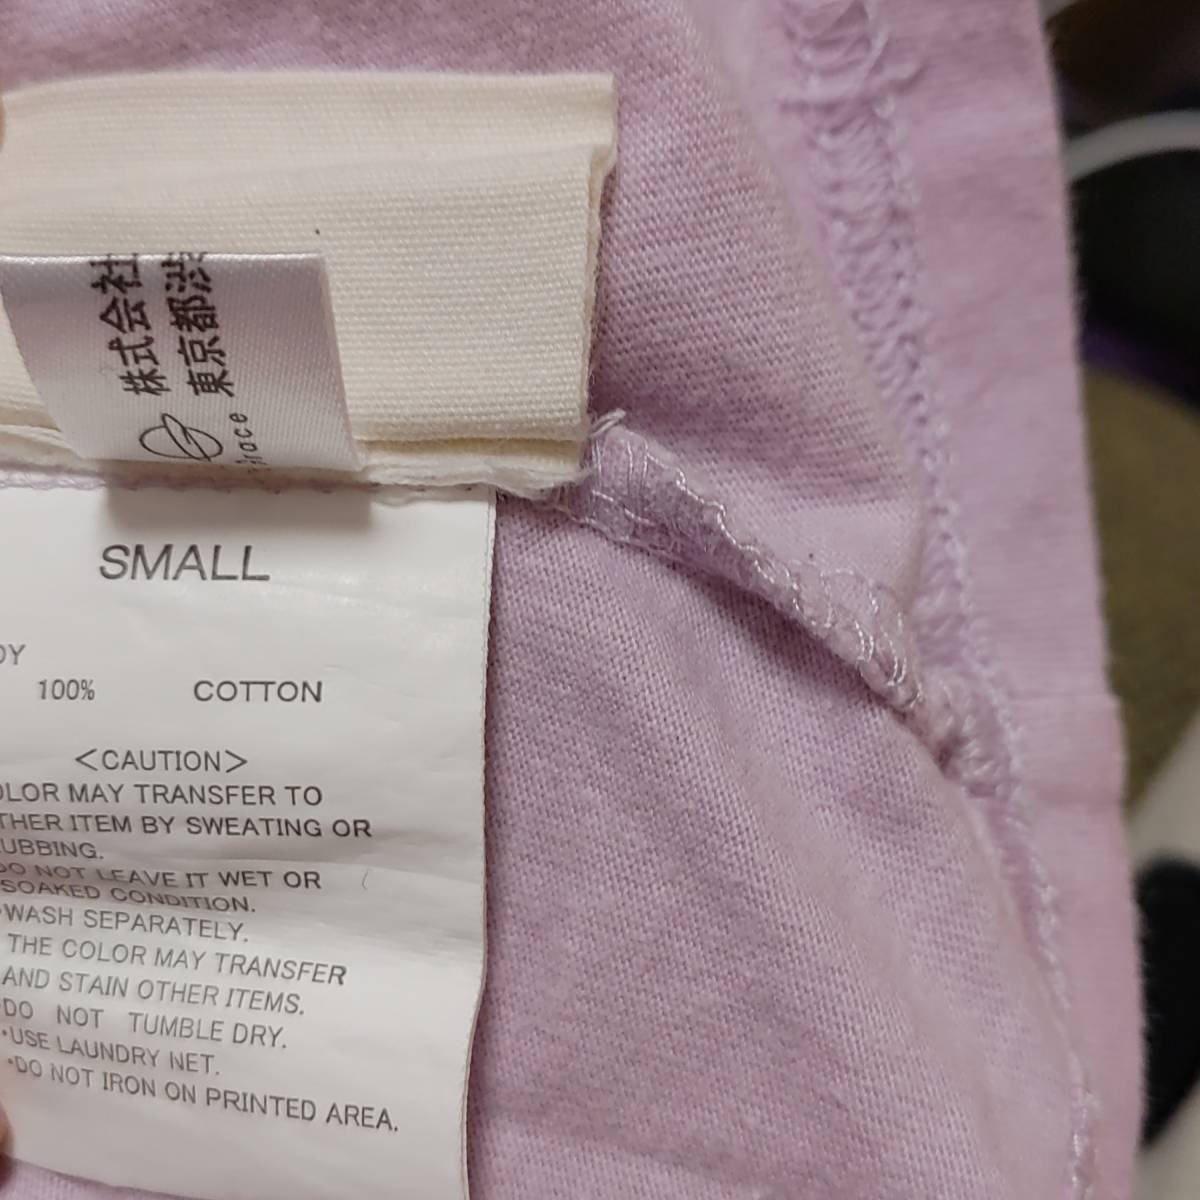 株式会社
東京都渋
SMALL
DY
100% COTTON
<CAUTION>
OLOR MAY TRANSFER TO
THER ITEM BY SWEATING OR
UBBING.
DO NOT LEAVE IT WET OR
SOAKED CONDITION.
・WASH SEPARATELY.
THE COLOR MAY TRANSFER
AND STAIN OTHER ITEMS.
・DO NOT TUMBLE DRY.
・USE LAUNDRY NET.
・DO NOT IRON ON PRINTED AREA.